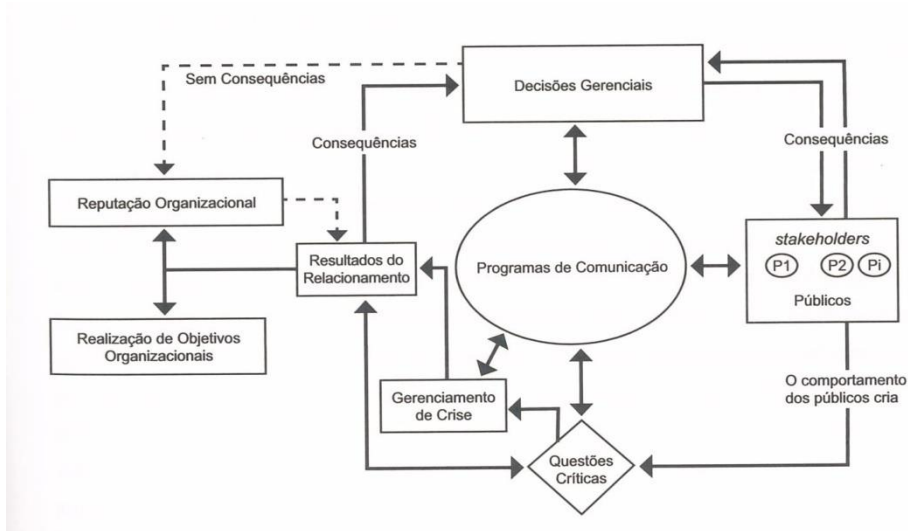 Sem Consequências
Decisões Gerenciais
Consequências
Consequências
Reputação Organizacional
stakeholders
P1 P2 Pi
Públicos
Resultados do
Relacionamento
Programas de Comunicação
Realização de Objetivos
Organizacionais
Gerenciamento
de Crise
O comportamento
dos públicos cria
Questões
Críticas